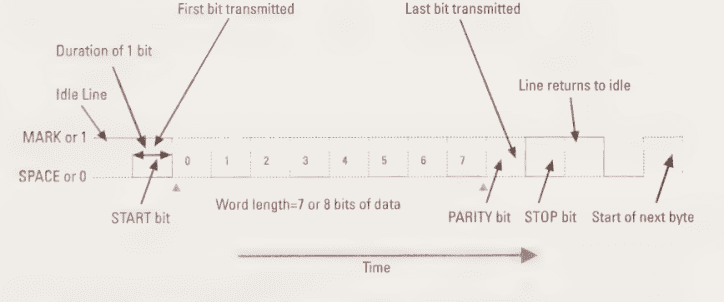 First bit transmitted
Last bit transmitted
Duration of 1 bit
Idle Line
Line returns to idle
MARK or 1
0 1 2 3 4 5 6 7
SPACE or 0
START bit
Word length=7 or 8 bits of data
PARITY bit
STOP bit
Start of next byte
Time